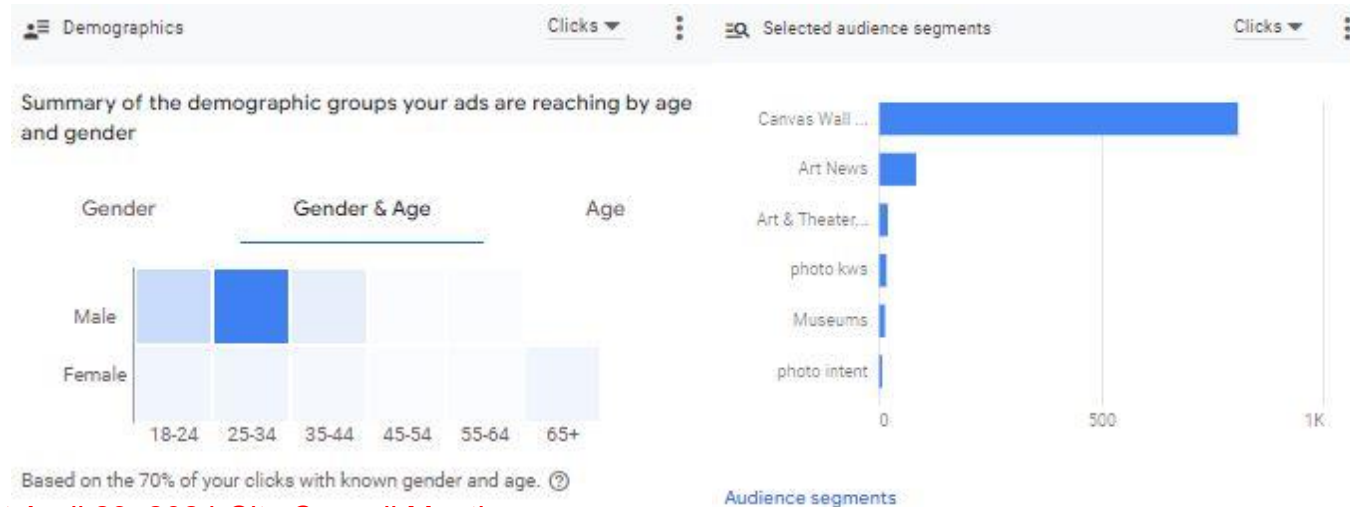 Demographics
Clicks
Summary of the demographic groups your ads are reaching by age
and gender
Gender
Gender & Age
Age
Male
Female
18-24
25-34
35-44
45-54
55-64
65+
Based on the 70% of your clicks with known gender and age.
Selected audience segments
Clicks
Canvas Wall ...
Art News
Art & Theater...
photo kws
Museums
photo intent
0
500
1K
Audience segments